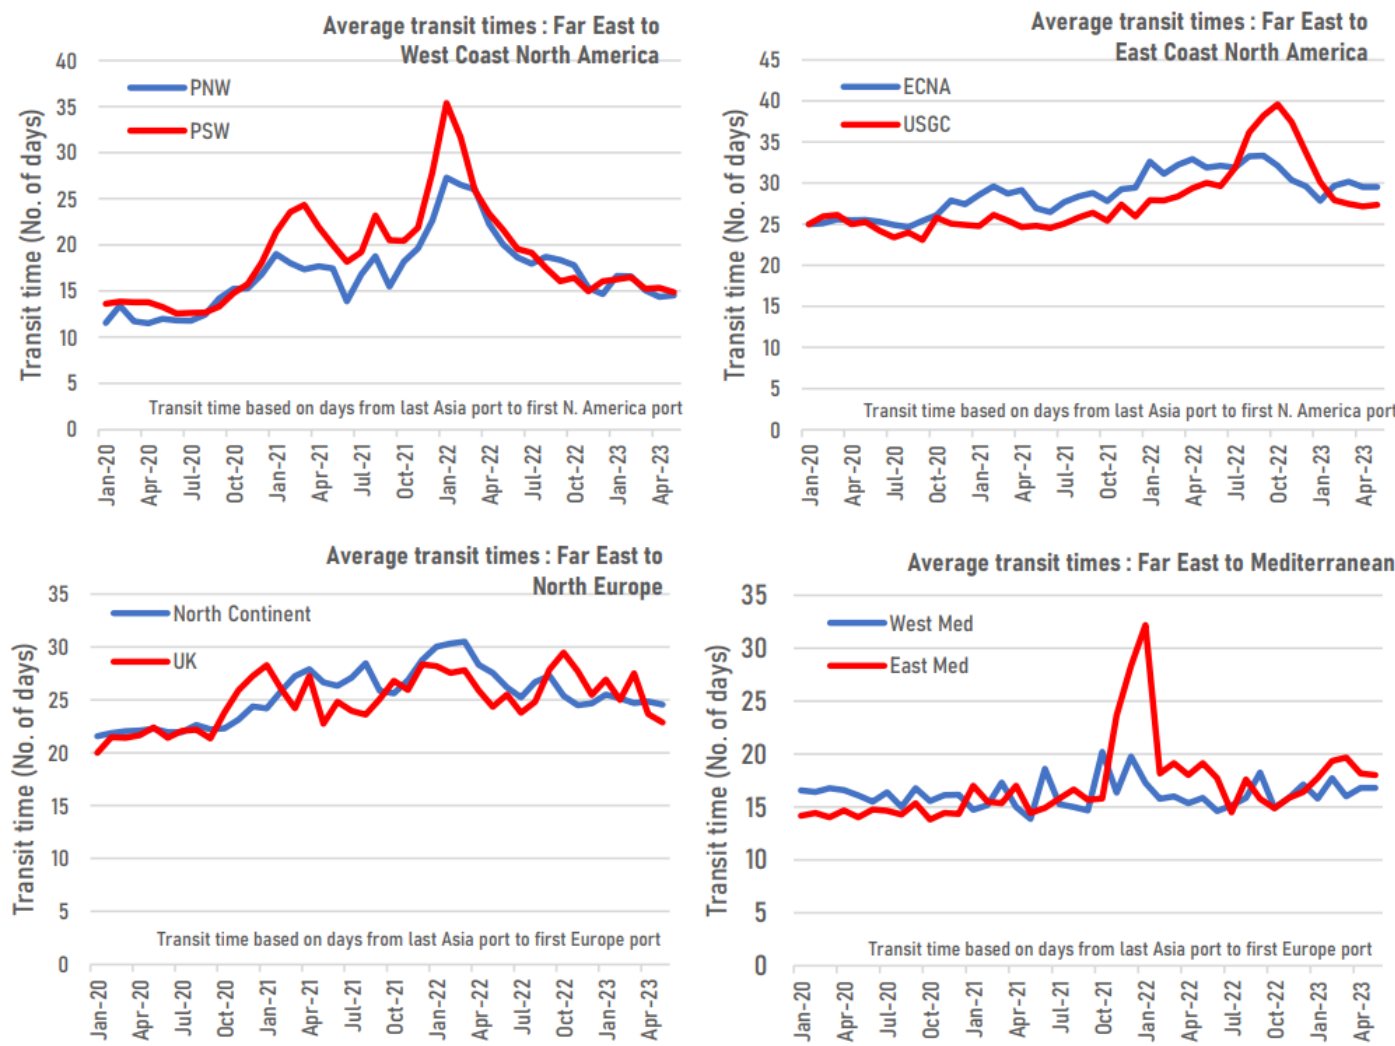 Average transit times : Far East to
West Coast North America
Transit time (No. of days)
40
35
30
25
20
15
10
5
0
PNW
PSW
Transit time based on days from last Asia port to first N. America port
Jan-20
Apr-20
Jul-20
Oct-20
Jan-21
Apr-21
Jul-21
Oct-21
Jan-22
Apr-22
Jul-22
Oct-22
Jan-23
Apr-23
Average transit times : Far East to
East Coast North America
Transit time (No. of days)
45
40
35
30
25
20
15
10
5
0
ECNA
USGC
Transit time based on days from last Asia port to first N. America port
Jan-20
Apr-20
Jul-20
Oct-20
Jan-21
Apr-21
Jul-21
Oct-21
Jan-22
Apr-22
Jul-22
Oct-22
Jan-23
Apr-23
Average transit times : Far East to
North Europe
Transit time (No. of days)
35
30
25
20
15
10
5
0
North Continent
UK
Transit time based on days from last Asia port to first Europe port
Jan-20
Apr-20
Jul-20
Oct-20
Jan-21
Apr-21
Jul-21
Oct-21
Jan-22
Apr-22
Jul-22
Oct-22
Jan-23
Apr-23
Average transit times : Far East to Mediterranean
Transit time (No. of days)
35
30
25
20
15
10
5
0
West Med
East Med
Transit time based on days from last Asia port to first Europe port
Jan-20
Apr-20
Jul-20
Oct-20
Jan-21
Apr-21
Jul-21
Oct-21
Jan-22
Apr-22
Jul-22
Oct-22
Jan-23
Apr-23